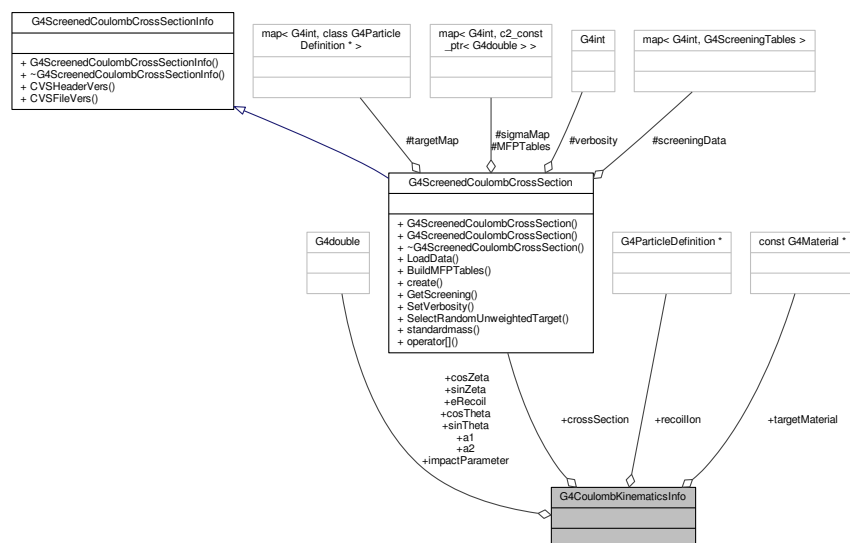 G4ScreenedCoulombCrossSectionInfo
+ G4ScreenedCoulombCrossSectionInfo()
+ ~G4ScreenedCoulombCrossSectionInfo()
+ CVSHeaderVers()
+ CVSFileVers()
map< G4int, class G4Particle
Definition * >
map< G4int, c2_const
_ptr< G4double > >
G4int
map< G4int, G4ScreeningTables >
#targetMap
#sigmaMap
#MFPTables
#verbosity
#screeningData
G4ScreenedCoulombCrossSection
+ G4ScreenedCoulombCrossSection()
+ G4ScreenedCoulombCrossSection()
+ ~G4ScreenedCoulombCrossSection()
+ LoadData()
+ BuildMFPTables()
+ create()
+ GetScreening()
+ SetVerbosity()
+ SelectRandomUnweightedTarget()
+ standardmass()
+ operator[]()
G4double
G4ParticleDefinition *
const G4Material *
+cosZeta
+sinZeta
+eRecoil
+cosTheta
+sinTheta
+a1
+a2
+impactParameter
+crossSection
+recoilIon
+targetMaterial
G4CoulombKinematicsInfo